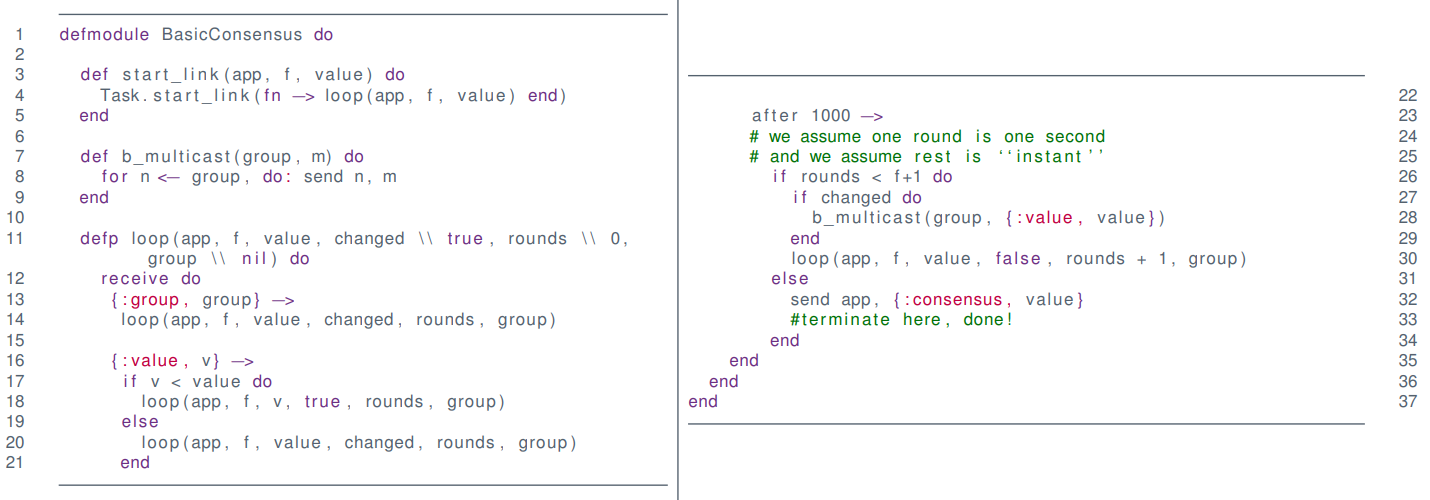 1 defmodule BasicConsensus do
2
3 def start_link(app, f, value) do
4 Task.start_link(fn —> loop(app, f, value) end)
5 end
6
7 def b_multicast(group, m) do
8 for n <— group, do: send n, m
9 end
10
11 defp loop(app, f, value, changed \\ true, rounds \\ 0,
group \\ nil) do
12 receive do
13 {:group, group} —>
14 loop(app, f, value, changed, rounds, group)
15
16 {:value, v} —>
17 if v < value do
18 loop(app, f, v, true, rounds, group)
19 else
20 loop(app, f, value, changed, rounds, group)
21 end
22
after 1000 —> 23
# we assume one round is one second 24
# and we assume rest is ‘‘instant’’ 25
if rounds < f+1 do 26
if changed do 27
b_multicast(group, {:value, value}) 28
end 29
loop(app, f, value, false, rounds + 1, group) 30
else 31
send app, {:consensus, value} 32
#terminate here, done! 33
end 34
end 35
end 36
end 37